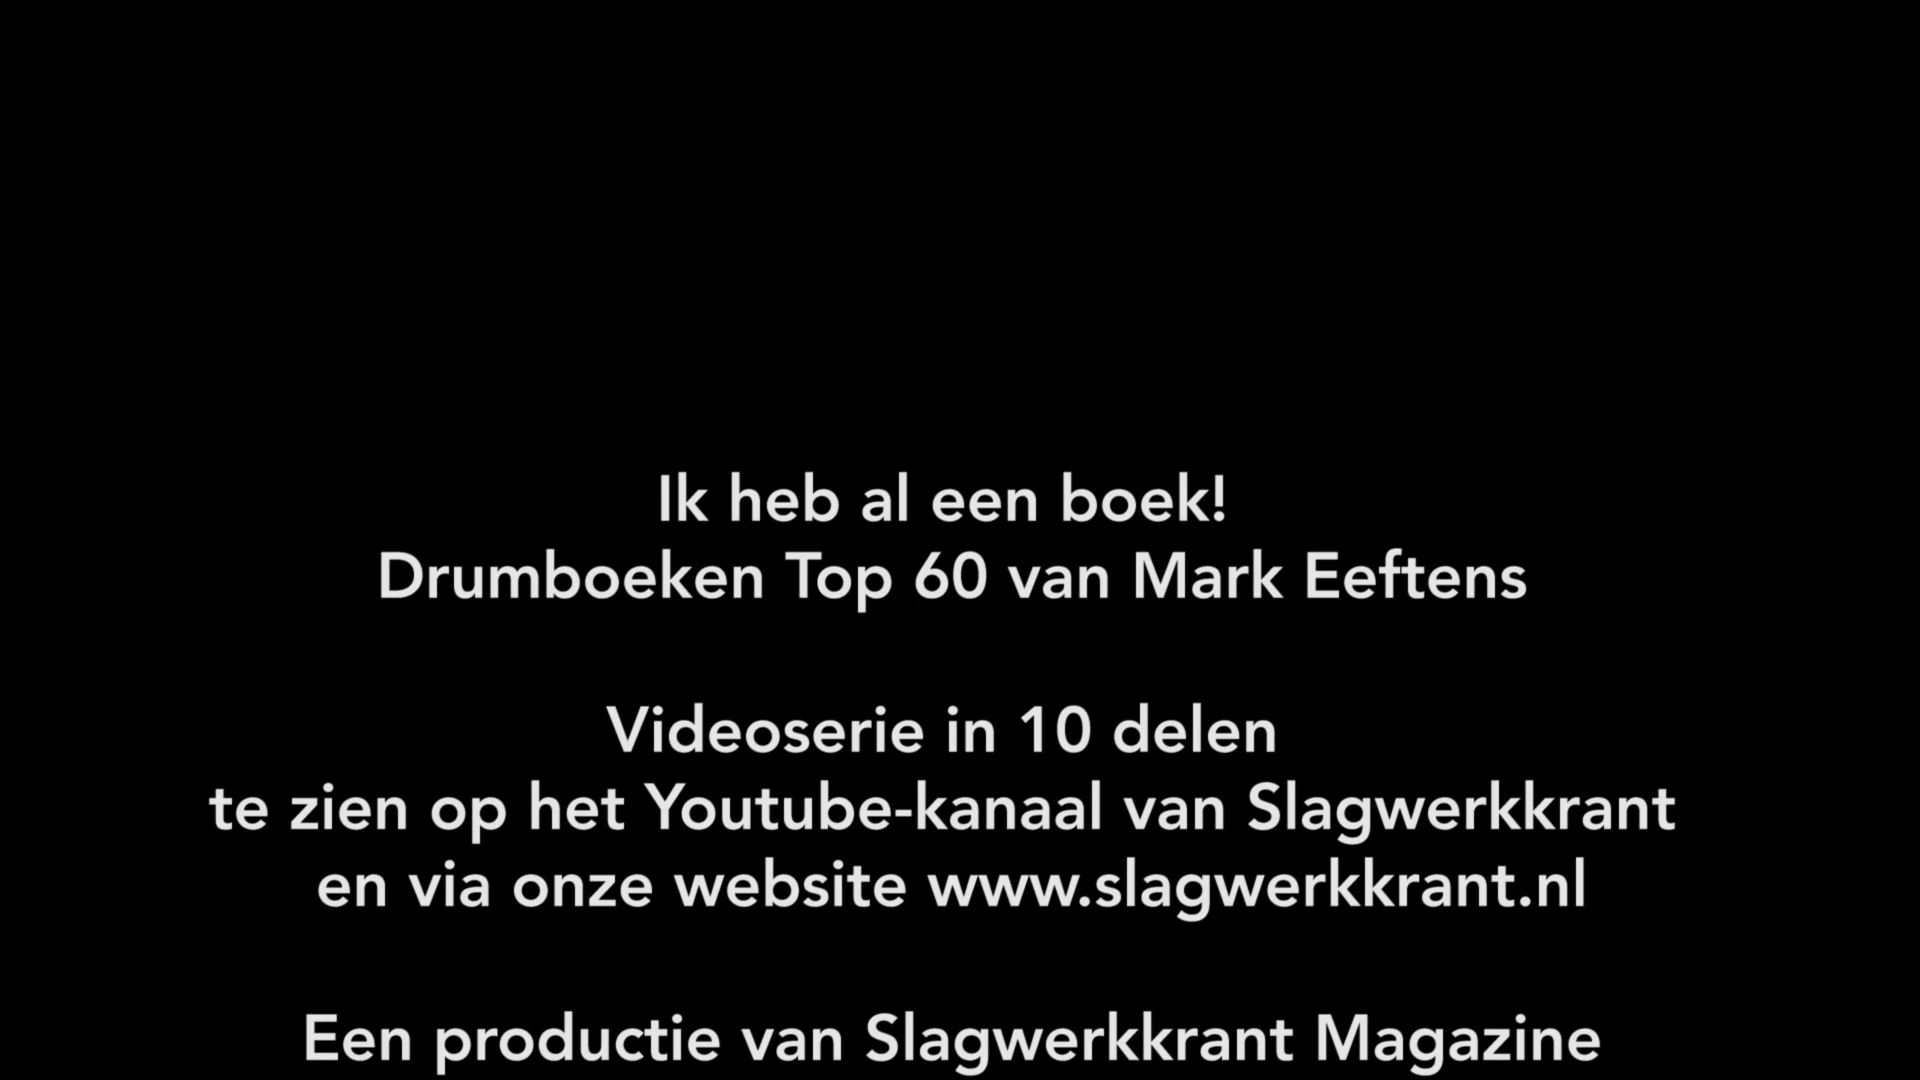 Ik heb al een boek!
Drumboeken Top 60 van Mark Eeftens
Videoserie in 10 delen
te zien op het Youtube-kanaal van Slagwerkkrant
en via onze website www.slagwerkkrant.nl
Een productie van Slagwerkkrant Magazine